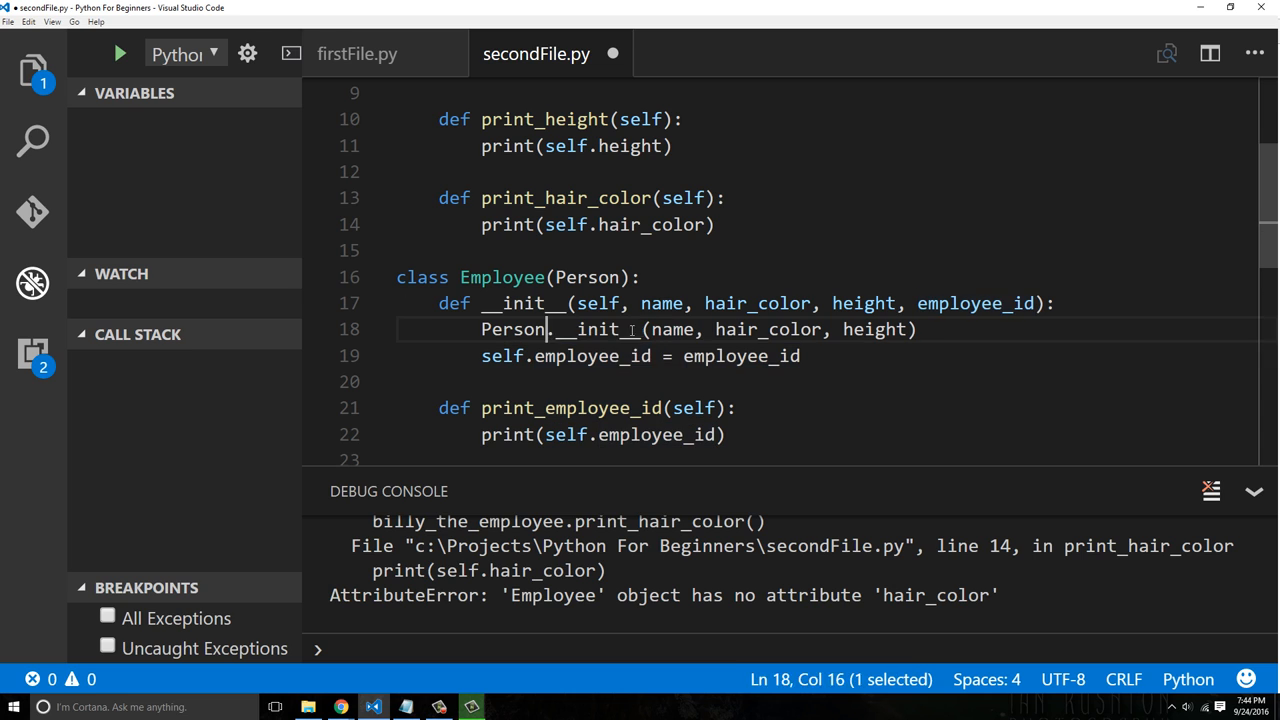 secondFile.py - Python For Beginners - Visual Studio Code
File Edit View Go Help
Python
firstFile.py
secondFile.py
VARIABLES
WATCH
CALL STACK
BREAKPOINTS
All Exceptions
Uncaught Exceptions
1
2
9
10 def print_height(self):
11 print(self.height)
12
13 def print_hair_color(self):
14 print(self.hair_color)
15
16 class Employee(Person):
17 def __init__(self, name, hair_color, height, employee_id):
18 Person.__init__(name, hair_color, height)
19 self.employee_id = employee_id
20
21 def print_employee_id(self):
22 print(self.employee_id)
23
DEBUG CONSOLE
billy_the_employee.print_hair_color()
File "c:\Projects\Python For Beginners\secondFile.py", line 14, in print_hair_color
print(self.hair_color)
AttributeError: 'Employee' object has no attribute 'hair_color'
0 0 Ln 18, Col 16 (1 selected) Spaces: 4 UTF-8 CRLF Python
I'm Cortana. Ask me anything.
7:44 PM
9/24/2016